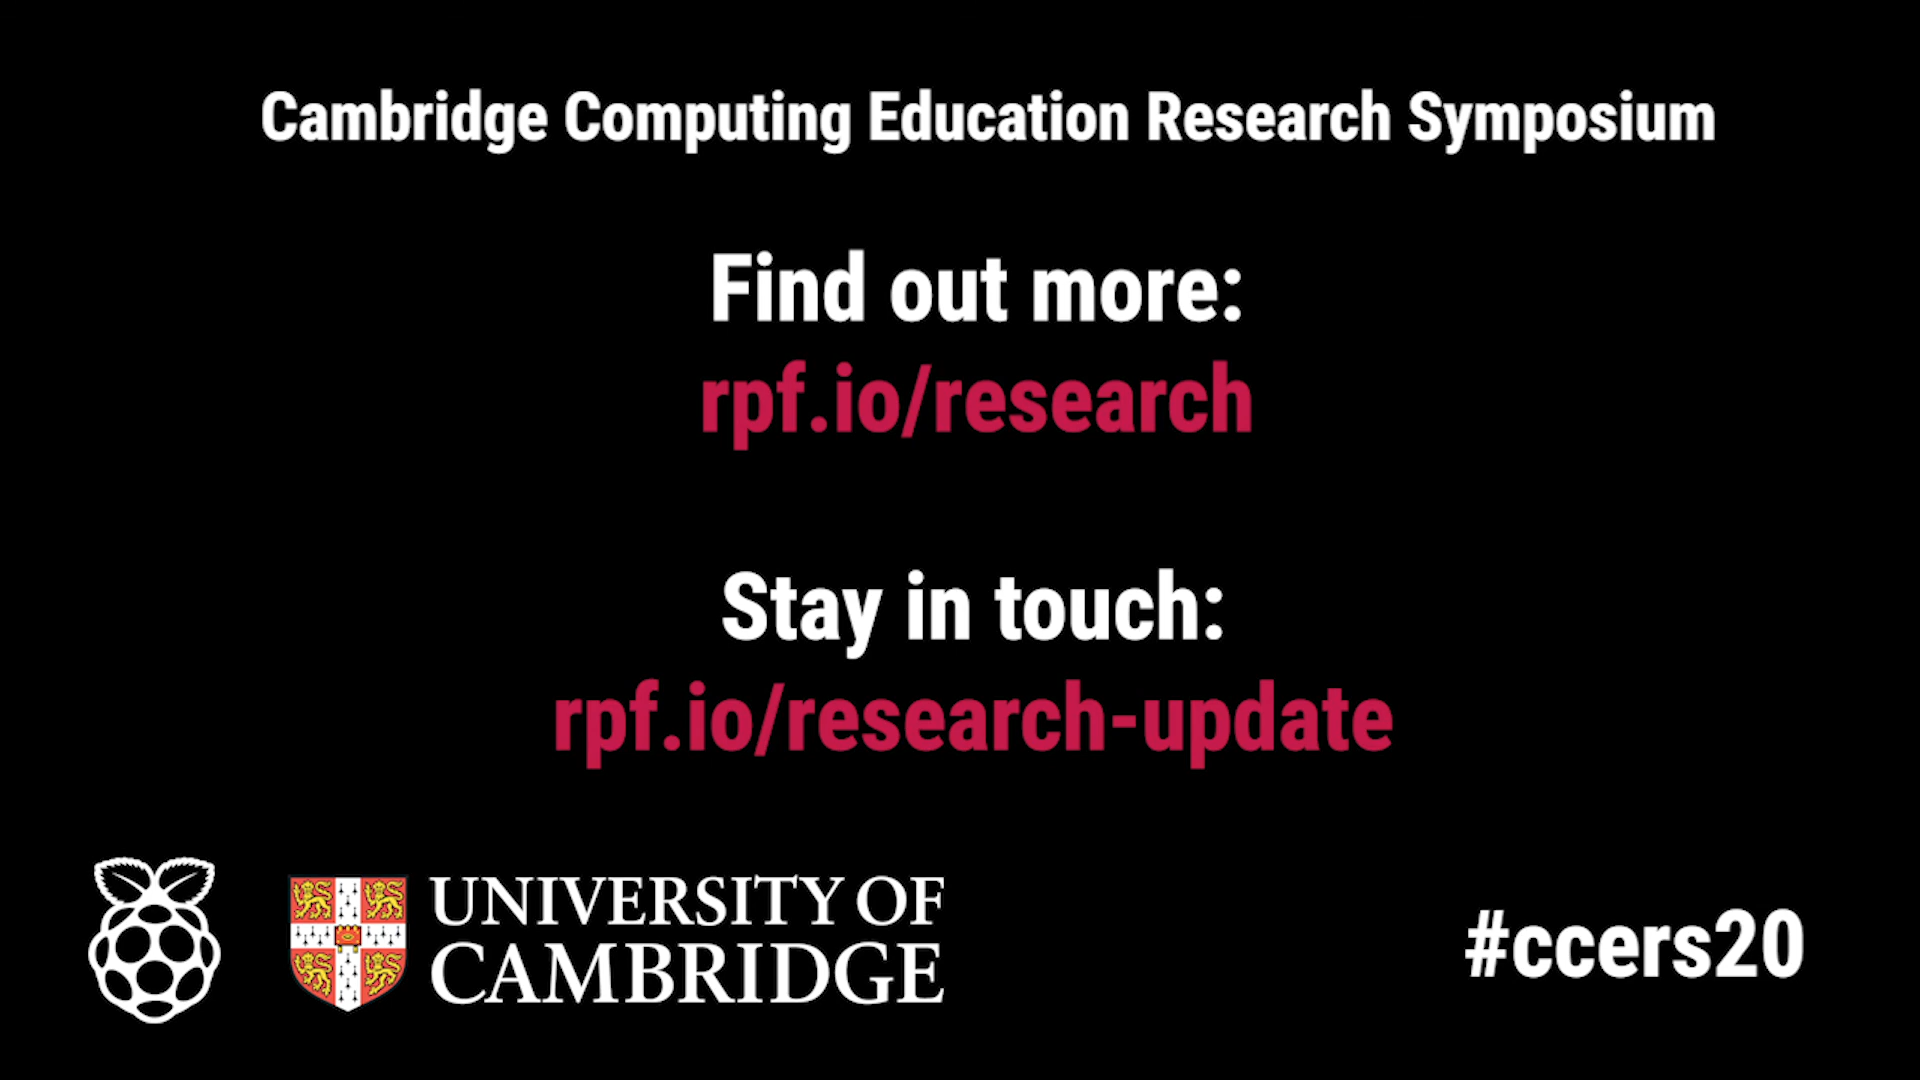 Cambridge Computing Education Research Symposium
Find out more:
rpf.io/research
Stay in touch:
rpf.io/research-update
UNIVERSITY OF
CAMBRIDGE
#ccers20